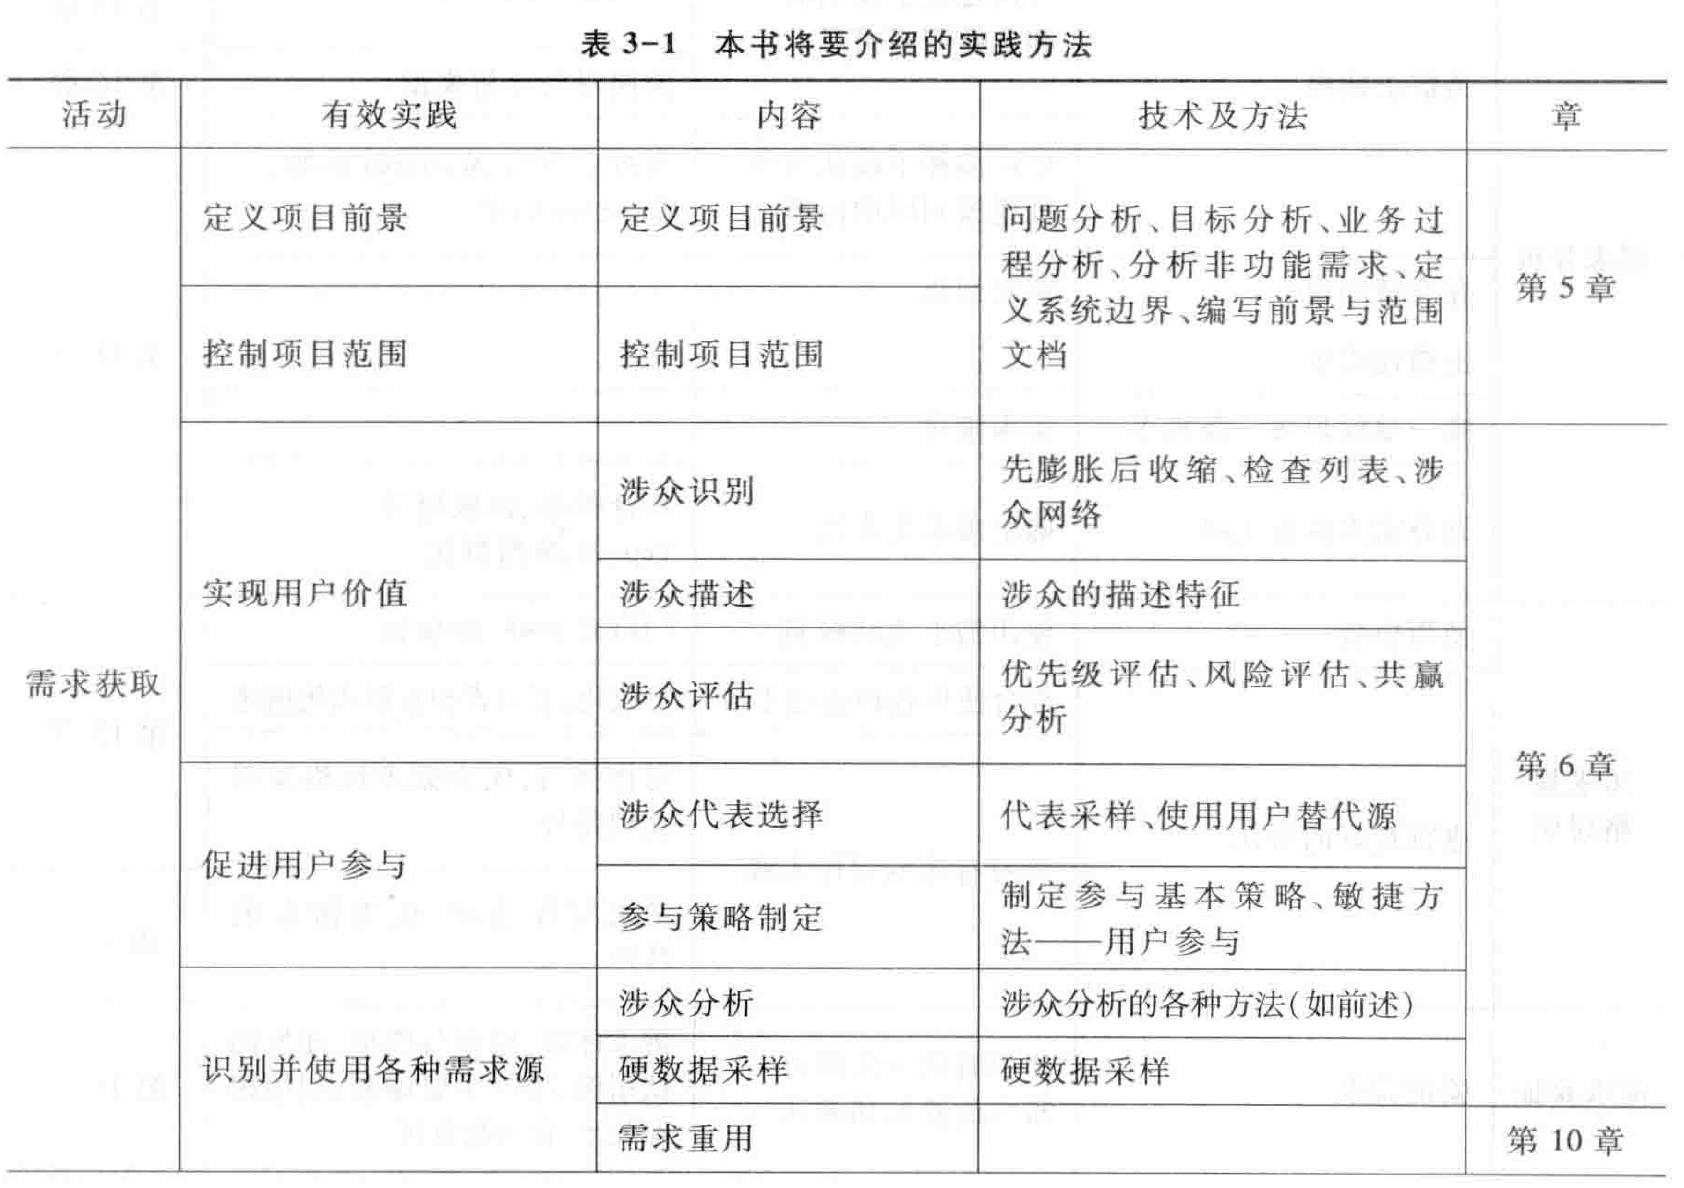 表 3-1 本书将要介绍的实践方法
活动 有效实践 内容 技术及方法 章
需求获取
定义项目前景 定义项目前景
控制项目范围 控制项目范围
问题分析、目标分析、业务过
程分析、分析非功能需求、定
义系统边界、编写前景与范围
文档
第 5 章
实现用户价值
涉众识别
先膨胀后收缩、检查列表、涉
众网络
涉众描述 涉众的描述特征
涉众评估
优先级评估、风险评估、共赢
分析
第 6 章
促进用户参与
涉众代表选择 代表采样、使用用户替代源
参与策略制定
制定参与基本策略、敏捷方
法——用户参与
识别并使用各种需求源
涉众分析 涉众分析的各种方法(如前述)
硬数据采样 硬数据采样
需求重用 第 10 章